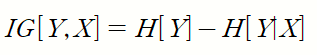 IG[Y,X] = H[Y] − H[Y|X]